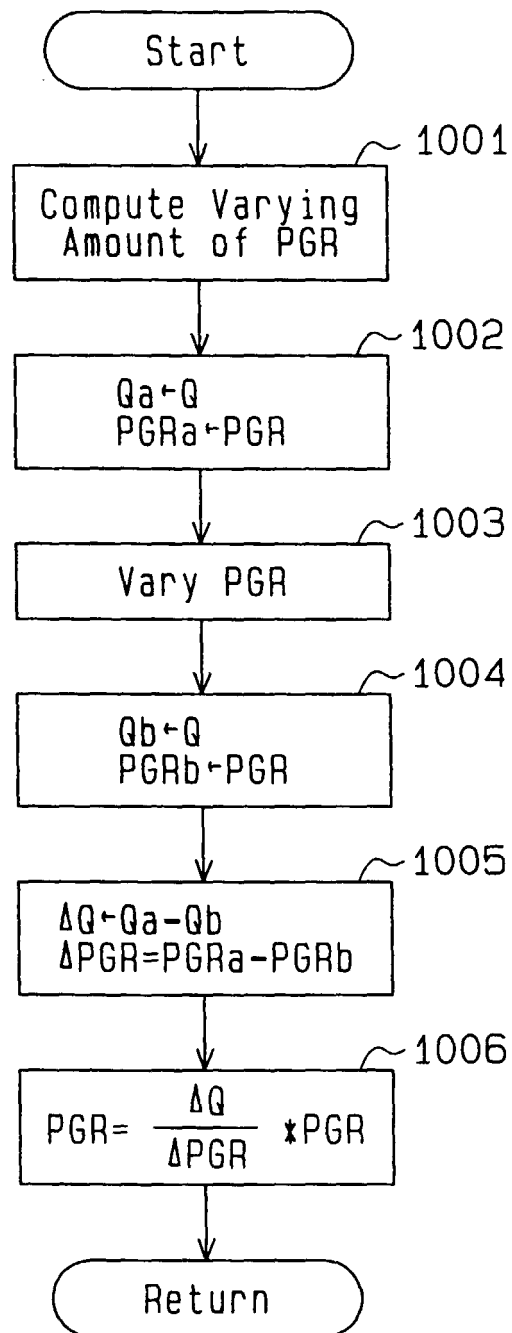 Start
1001
Compute Varying
Amount of PGR
1002
Qa←Q
PGRa←PGR
1003
Vary PGR
1004
Qb←Q
PGRb←PGR
1005
ΔQ←Qa-Qb
ΔPGR=PGRa-PGRb
1006
PGR= ΔQ/ΔPGR *PGR
Return